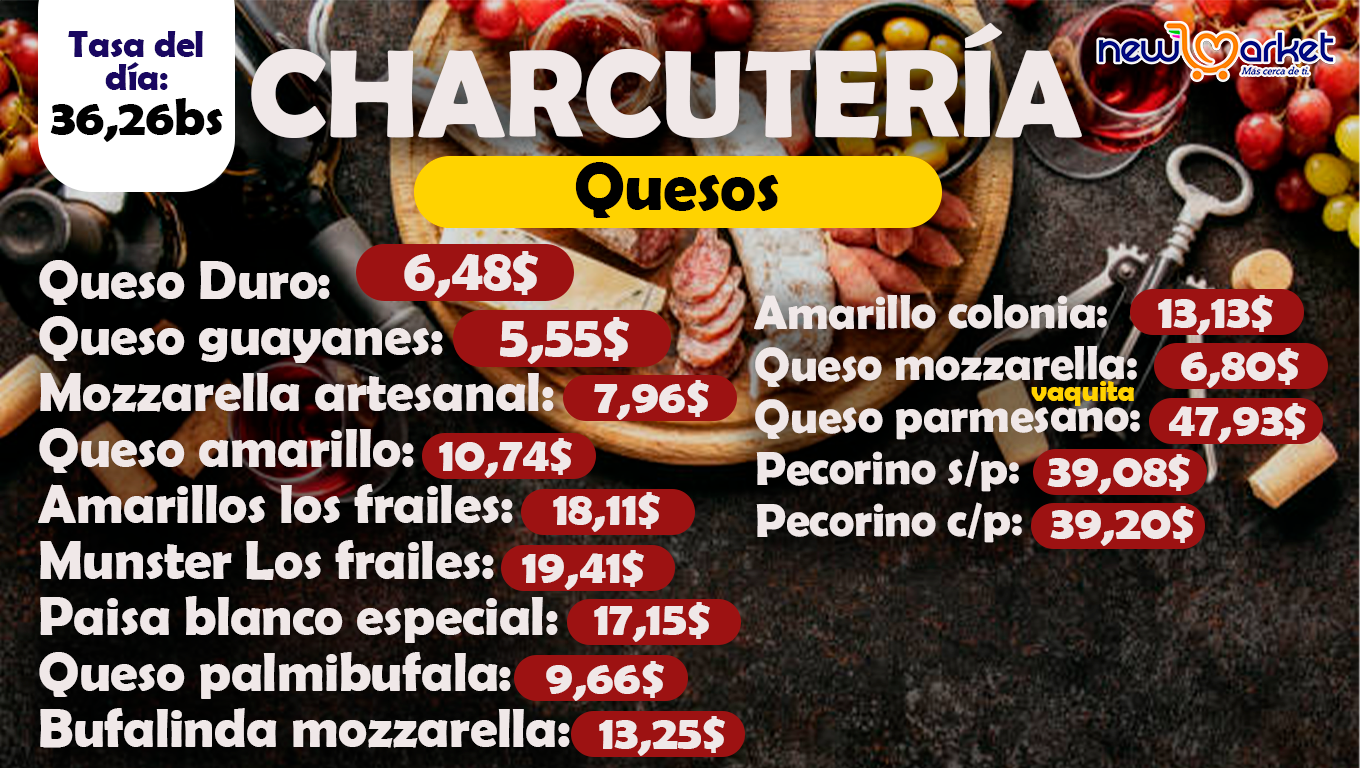 Tasa del
día:
36,26bs
CHARCUTERÍA
new market
Más cerca de ti.
Quesos
Queso Duro: 6,48$
Queso guayanes: 5,55$
Mozzarella artesanal: 7,96$
Queso amarillo: 10,74$
Amarillos los frailes: 18,11$
Munster Los frailes: 19,41$
Paisa blanco especial: 17,15$
Queso palmibufala: 9,66$
Bufalinda mozzarella: 13,25$
Amarillo colonia: 13,13$
Queso mozzarella: 6,80$
vaquita
Queso parmesano: 47,93$
Pecorino s/p: 39,08$
Pecorino c/p: 39,20$